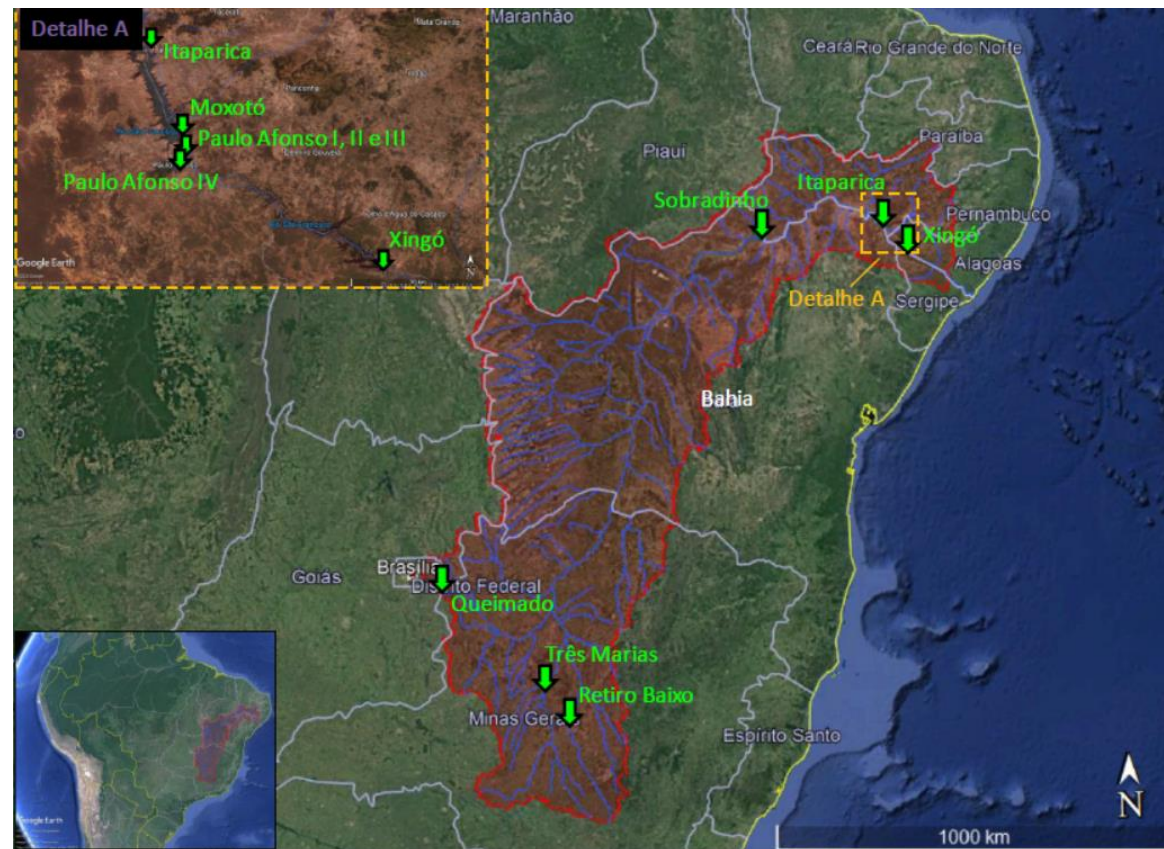 Detalhe A
Itaparica
Moxotó
Paulo Afonso I, II e III
Paulo Afonso IV
Xingó
Google Earth
N
Maranhão
Ceará
Rio Grande do Norte
Paraíba
Piauí
Itaparica
Sobradinho
Pernambuco
Xingó
Alagoas
Detalhe A
Sergipe
Bahia
Brasília
Goiás
Distrito Federal
Queimado
Três Marias
Retiro Baixo
Minas Gerais
Espírito Santo
N
Google Earth
1000 km